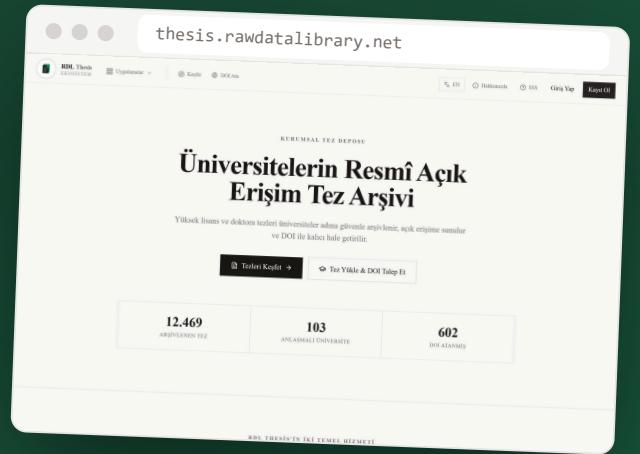 thesis.rawdatalibrary.net
RDL Thesis
EKOSİSTEM
Uygulamalar
Keşfet
DOI Ara
EN
Hakkımızda
SSS
Giriş Yap
Kayıt Ol
KURUMSAL TEZ DEPOSU
Üniversitelerin Resmî Açık
Erişim Tez Arşivi
Yüksek lisans ve doktora tezleri üniversiteler adına güvenle arşivlenir, açık erişime sunulur
ve DOI ile kalıcı hale getirilir.
Tezleri Keşfet →
Tez Yükle & DOI Talep Et
12.469
ARŞİVLENEN TEZ
103
ANLAŞMALI ÜNİVERSİTE
602
DOI ATANMIŞ
RDL THESIS'İN İKİ TEMEL HİZMETİ